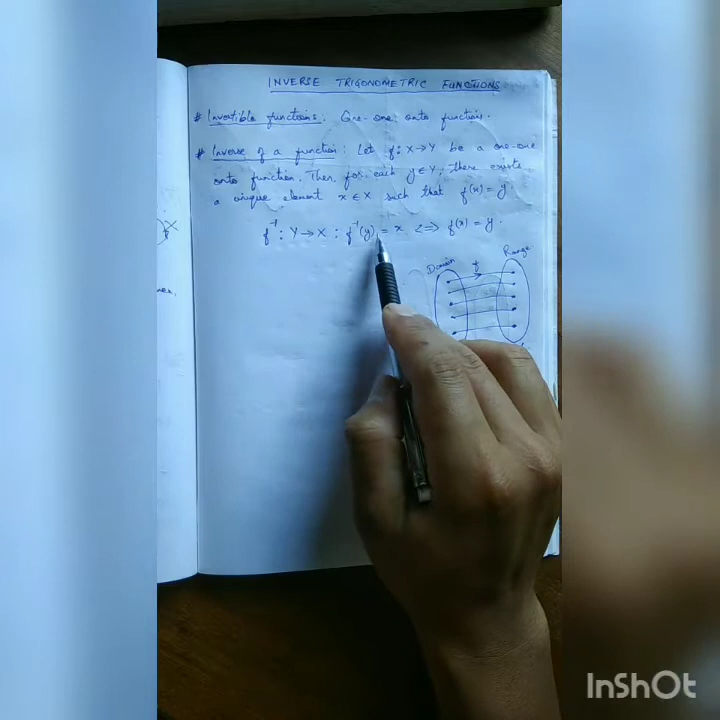 INVERSE TRIGONOMETRIC FUNCTIONS
# Invertible functions: One-one onto function.
# Inverse of a function: Let f: X→Y be a one-one
onto function. Then, for each y ∈ Y, there exists
a unique element x ∈ X such that f(x) = y
f⁻¹: Y→X : f⁻¹(y) = x <=> f(x) = y.
Domain f Range
X
InShOt